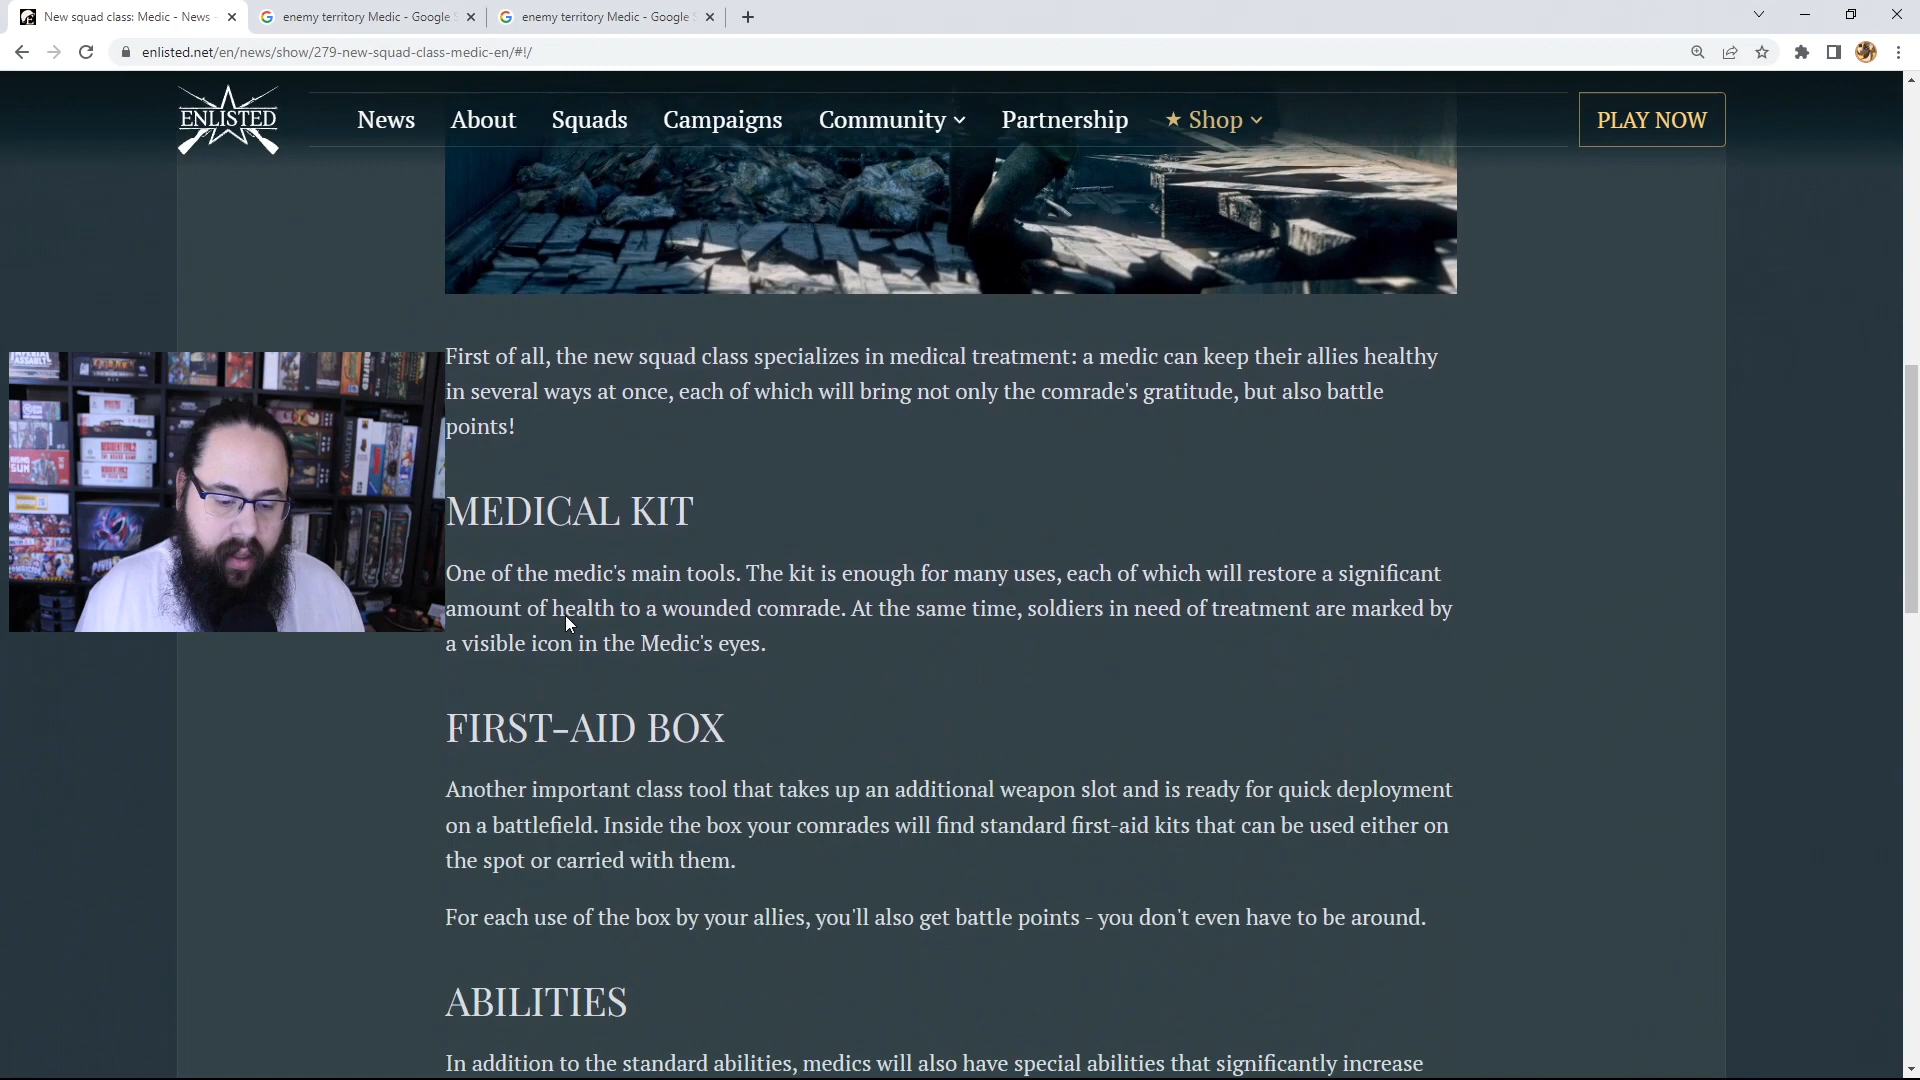 New squad class: Medic - News
enemy territory Medic - Google
enemy territory Medic - Google
enlisted.net/en/news/show/279-new-squad-class-medic-en/#!/
ENLISTED
News About Squads Campaigns Community Partnership ★ Shop
PLAY NOW
First of all, the new squad class specializes in medical treatment: a medic can keep their allies healthy
in several ways at once, each of which will bring not only the comrade's gratitude, but also battle
points!
MEDICAL KIT
One of the medic's main tools. The kit is enough for many uses, each of which will restore a significant
amount of health to a wounded comrade. At the same time, soldiers in need of treatment are marked by
a visible icon in the Medic's eyes.
FIRST-AID BOX
Another important class tool that takes up an additional weapon slot and is ready for quick deployment
on a battlefield. Inside the box your comrades will find standard first-aid kits that can be used either on
the spot or carried with them.
For each use of the box by your allies, you'll also get battle points - you don't even have to be around.
ABILITIES
In addition to the standard abilities, medics will also have special abilities that significantly increase